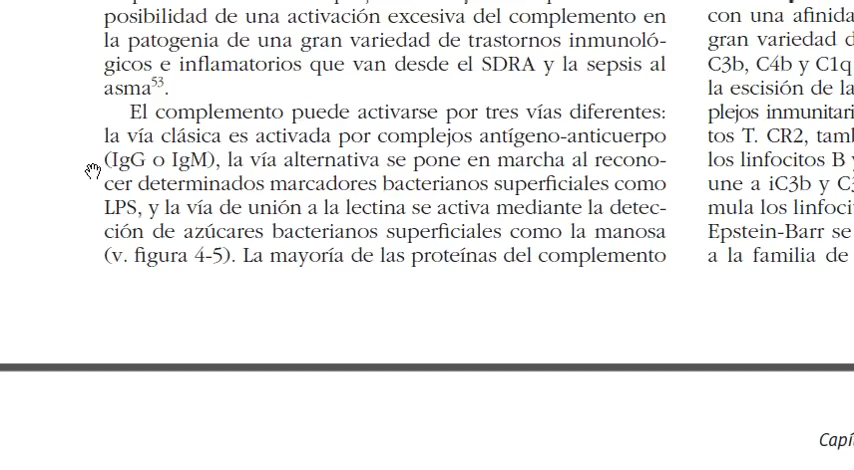 posibilidad de una activación excesiva del complemento en
la patogenia de una gran variedad de trastornos inmunoló-
gicos e inflamatorios que van desde el SDRA y la sepsis al
asma53.
El complemento puede activarse por tres vías diferentes:
la vía clásica es activada por complejos antígeno-anticuerpo
(IgG o IgM), la vía alternativa se pone en marcha al recono-
cer determinados marcadores bacterianos superficiales como
LPS, y la vía de unión a la lectina se activa mediante la detec-
ción de azúcares bacterianos superficiales como la manosa
(v. figura 4-5). La mayoría de las proteínas del complemento
con una afinida
gran variedad d
C3b, C4b y C1q
la escisión de la
plejos inmunitari
tos T. CR2, tamb
los linfocitos B y
une a iC3b y C3
mula los linfocit
Epstein-Barr se
a la familia de
Capí